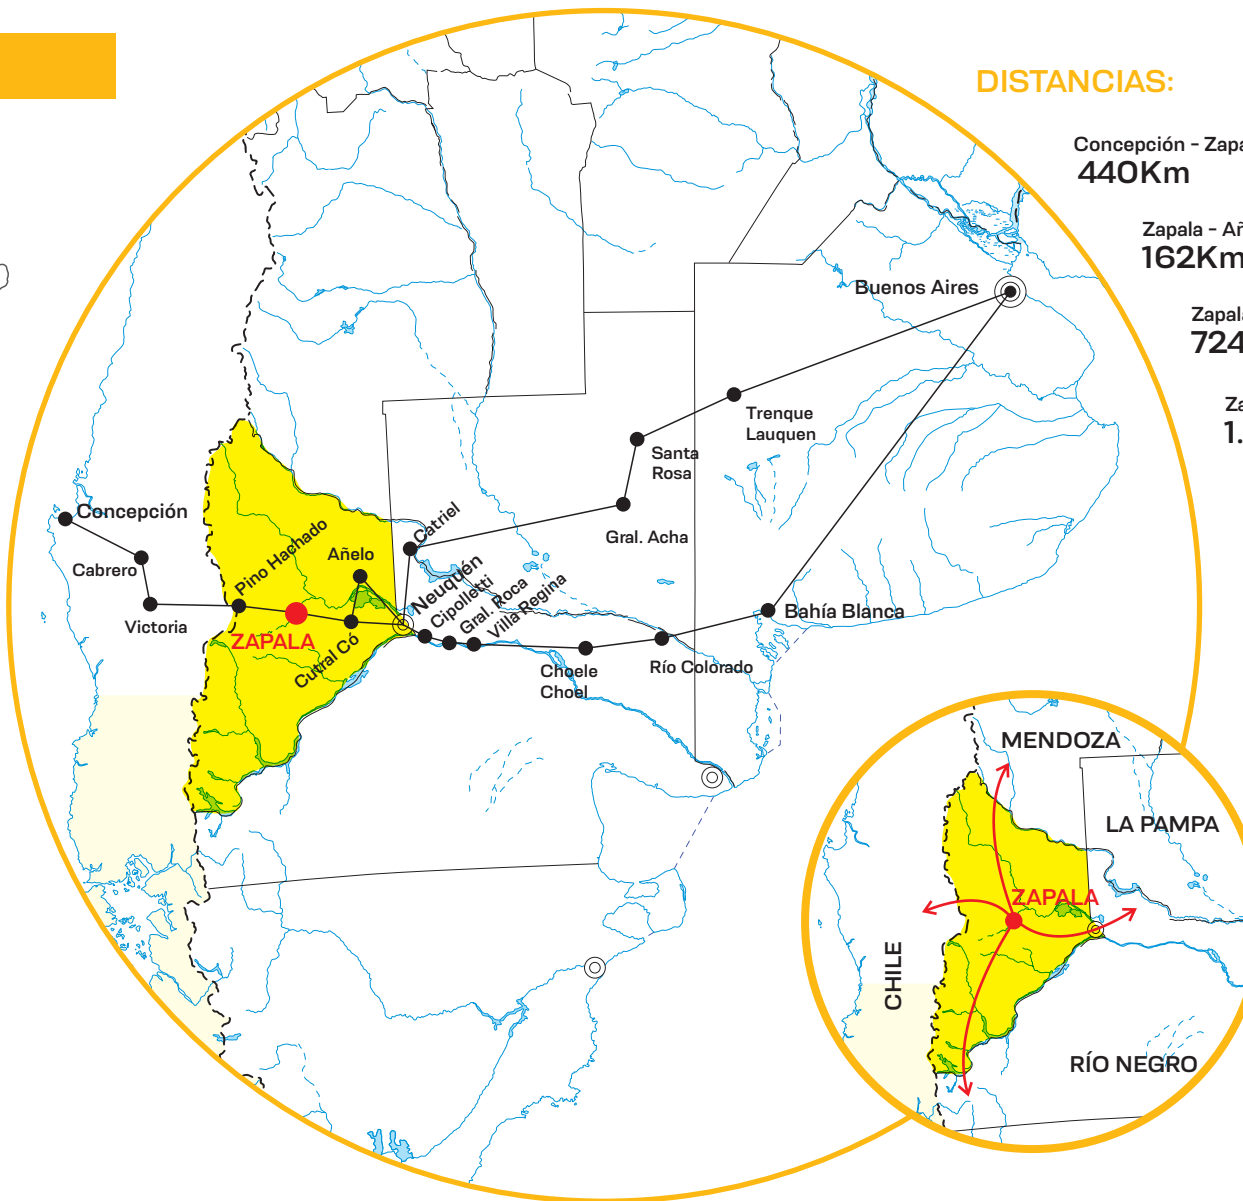 DISTANCIAS:
Concepción - Zapa
440Km
Zapala - Añ
162Km
Zapala
724
Za
1.
Buenos Aires
Trenque
Lauquen
Santa
Rosa
Gral. Acha
Concepción
Cabrero
Victoria
Pino Hachado
ZAPALA
Añelo
Cutral Có
Catriel
Neuquén
Cipolletti
Gral. Roca
Villa Regina
Choele
Choel
Río Colorado
Bahía Blanca
MENDOZA
LA PAMPA
ZAPALA
CHILE
RÍO NEGRO